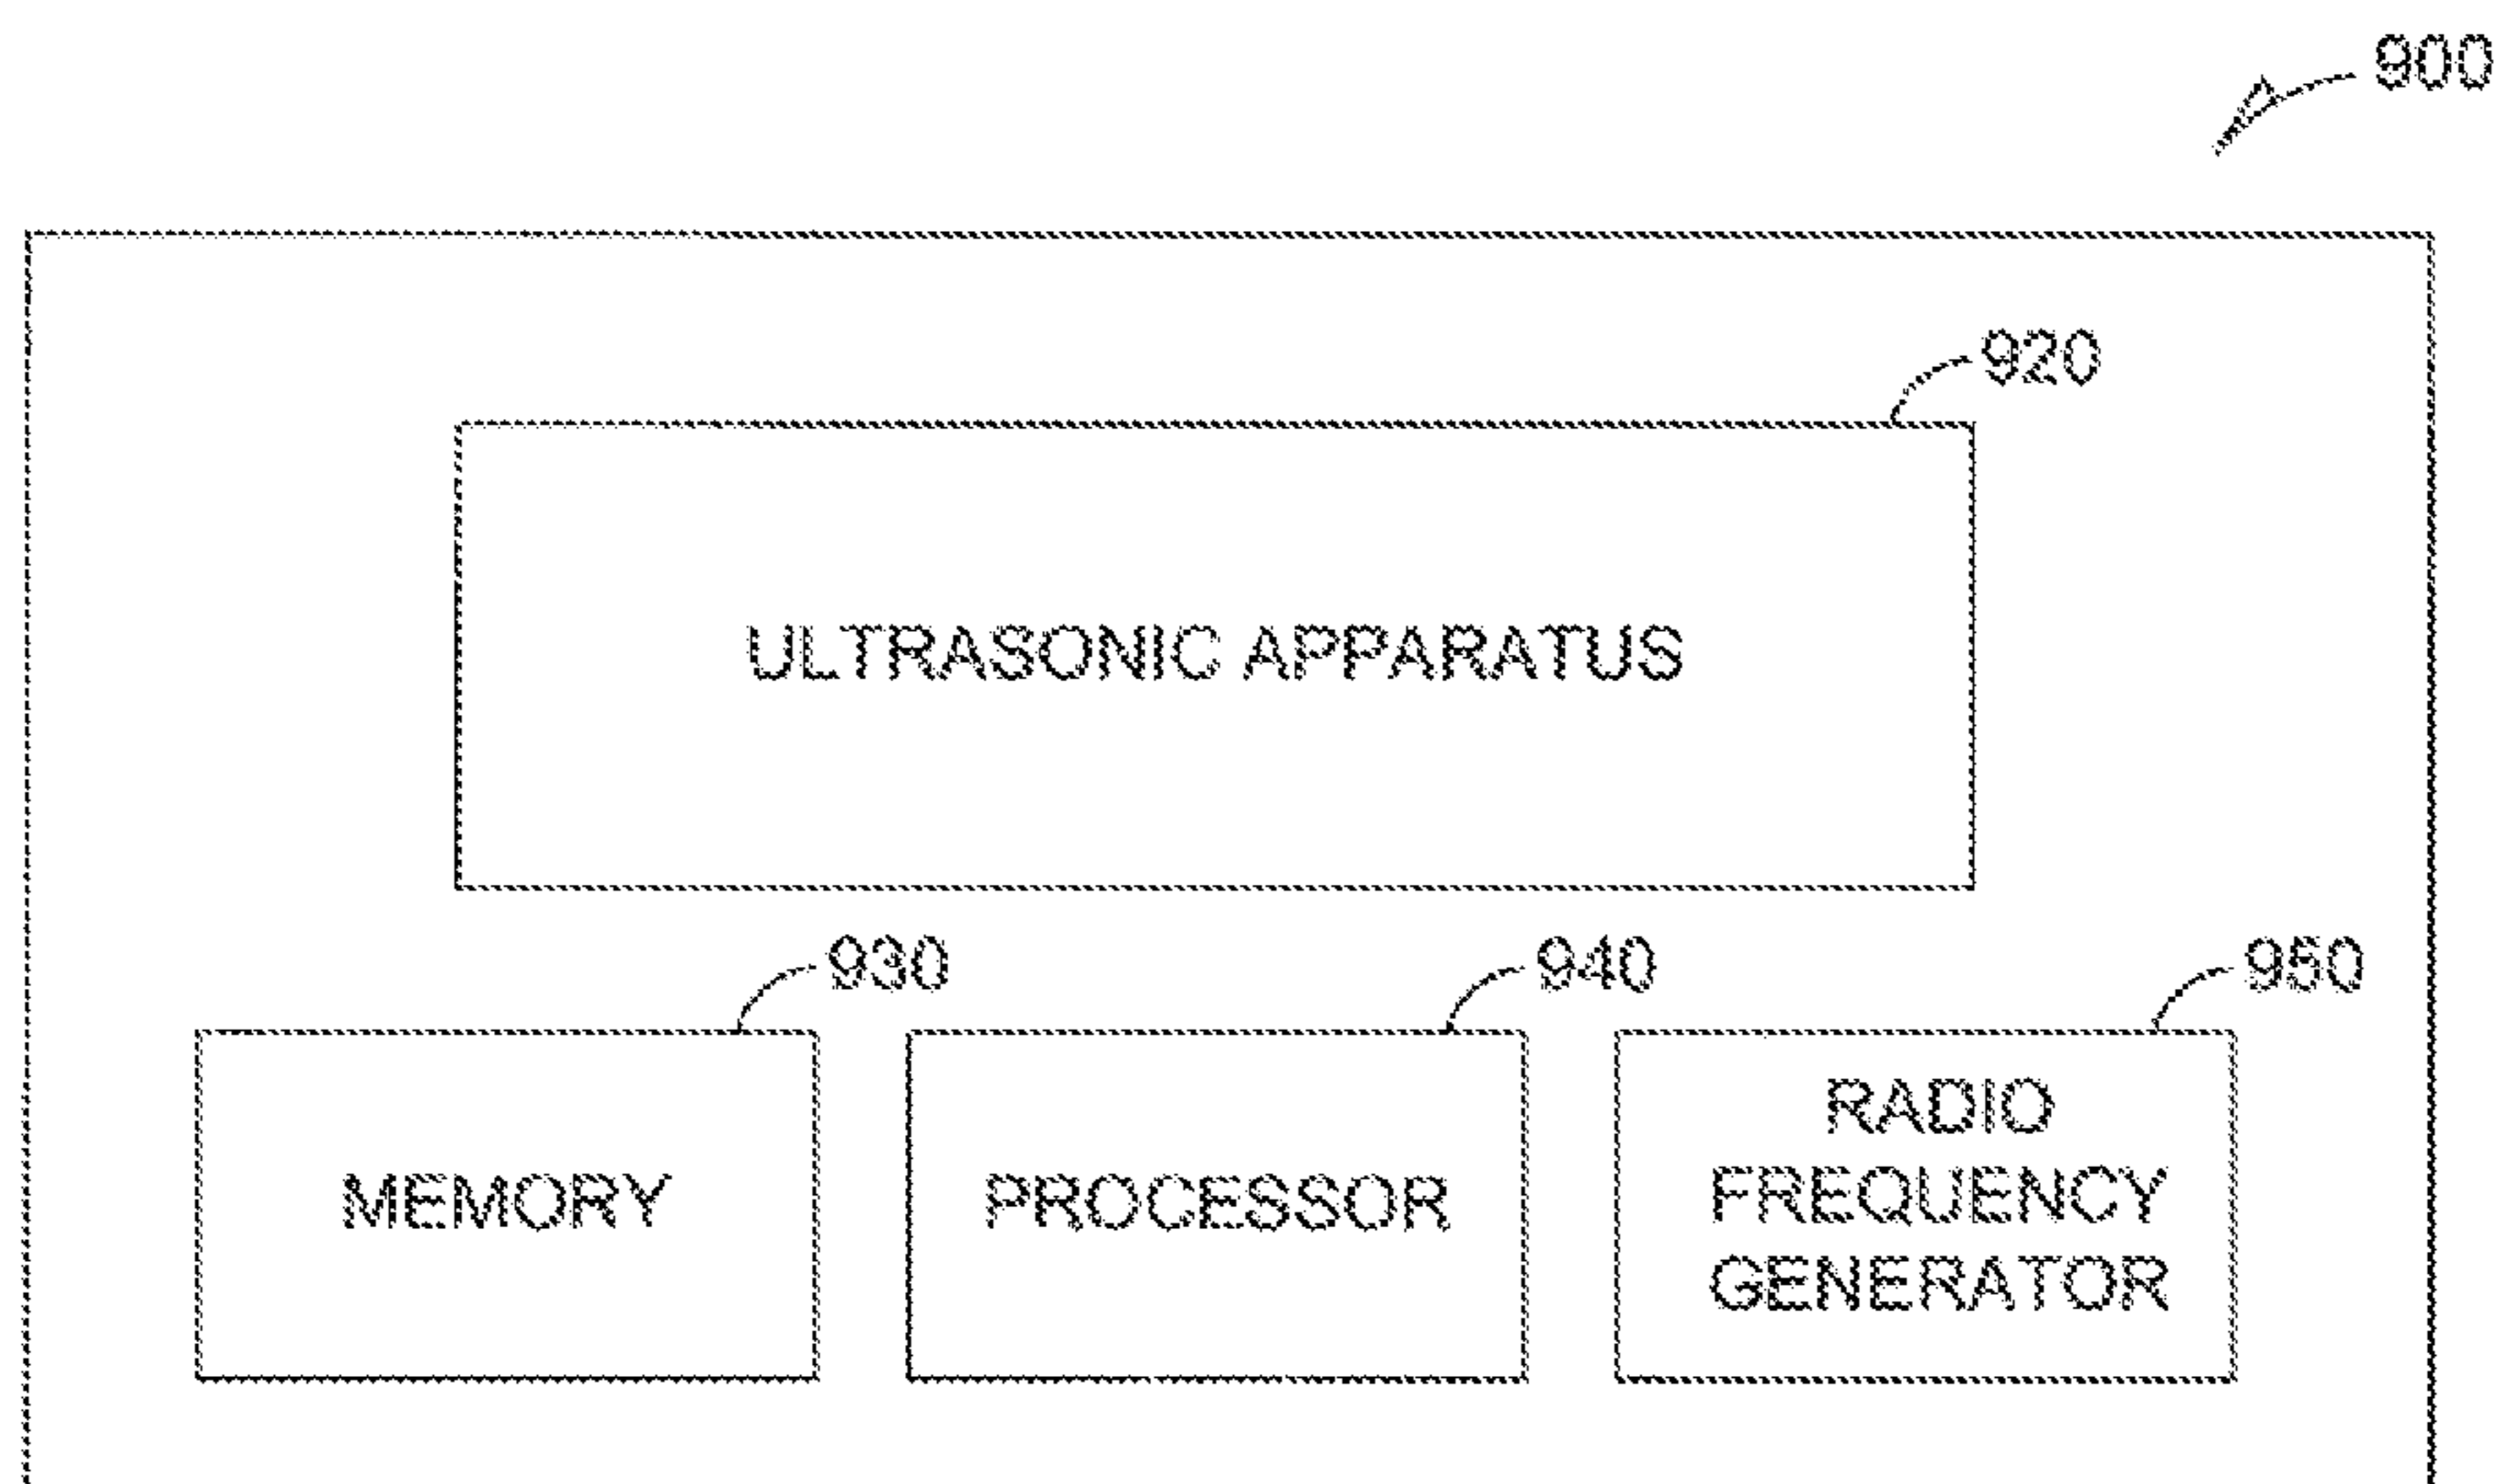 900
920
ULTRASONIC APPARATUS
930
940
950
MEMORY
PROCESSOR
RADIO
FREQUENCY
GENERATOR